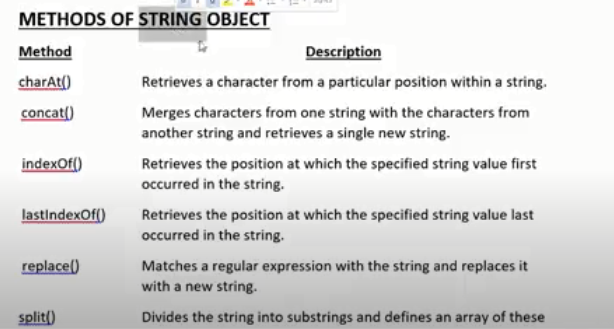 METHODS OF STRING OBJECT
Method Description
charAt() Retrieves a character from a particular position within a string.
concat() Merges characters from one string with the characters from
another string and retrieves a single new string.
indexOf() Retrieves the position at which the specified string value first
occurred in the string.
lastIndexOf() Retrieves the position at which the specified string value last
occurred in the string.
replace() Matches a regular expression with the string and replaces it
with a new string.
split() Divides the string into substrings and defines an array of these